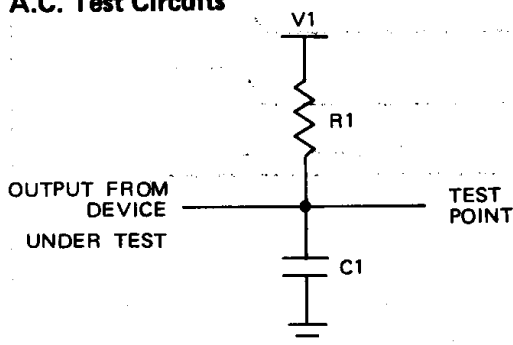 A.C. Test Circuits
V1
R1
OUTPUT FROM
DEVICE
UNDER TEST
TEST
POINT
C1